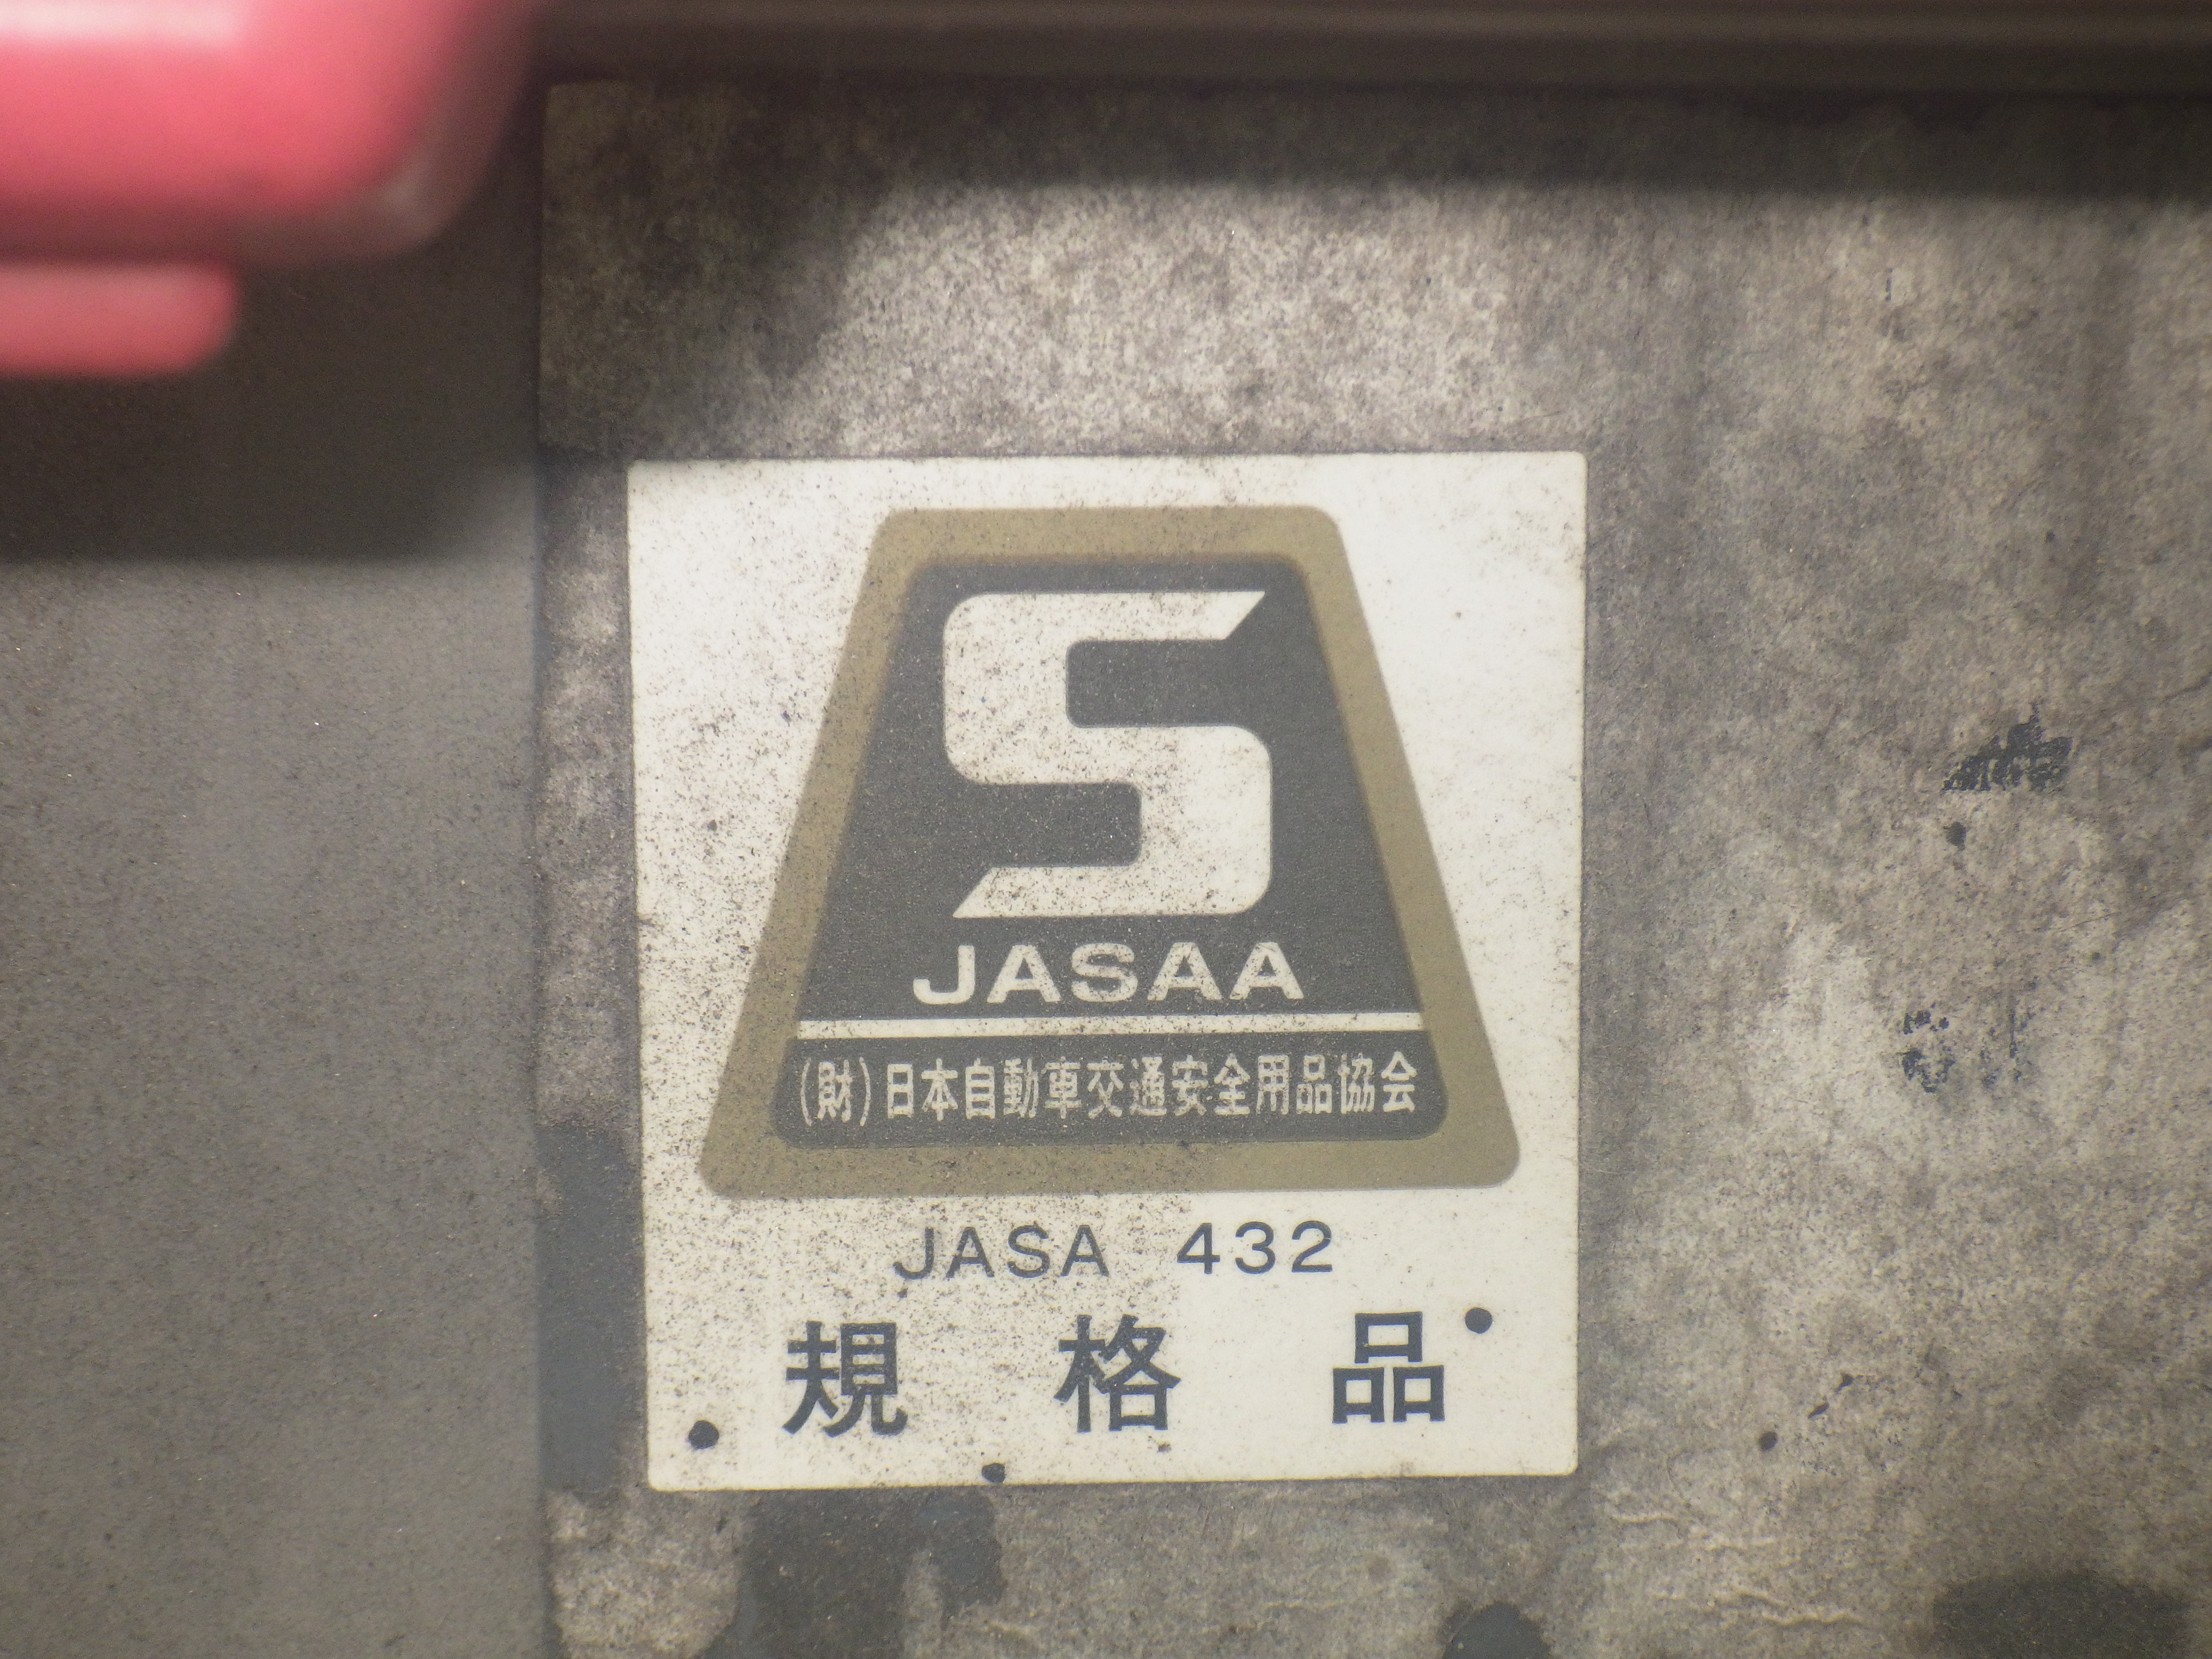 S
JASAA
(財)日本自動車交通安全用品協会
JASA 432
規格品